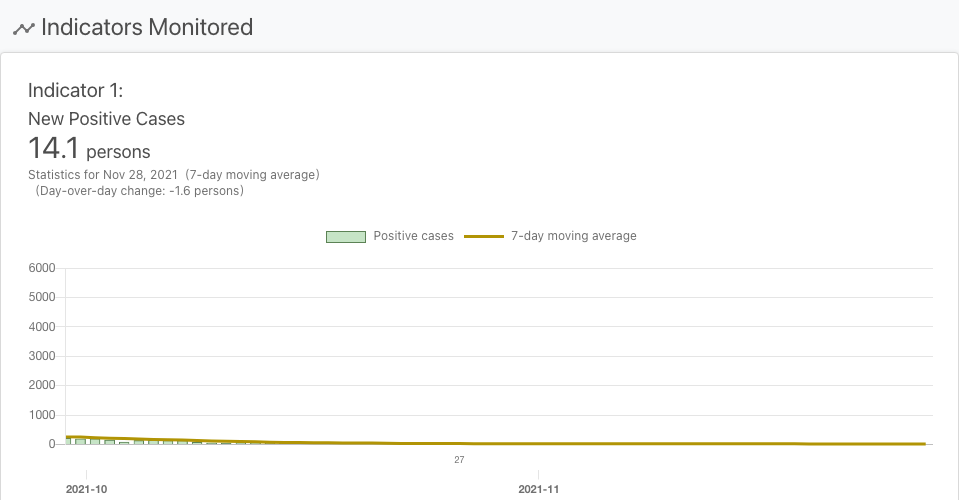 Indicators Monitored
Indicator 1:
New Positive Cases
14.1 persons
Statistics for Nov 28, 2021 (7-day moving average)
(Day-over-day change: -1.6 persons)
Positive cases 7-day moving average
6000
5000
4000
3000
2000
1000
0
27
2021-10 2021-11